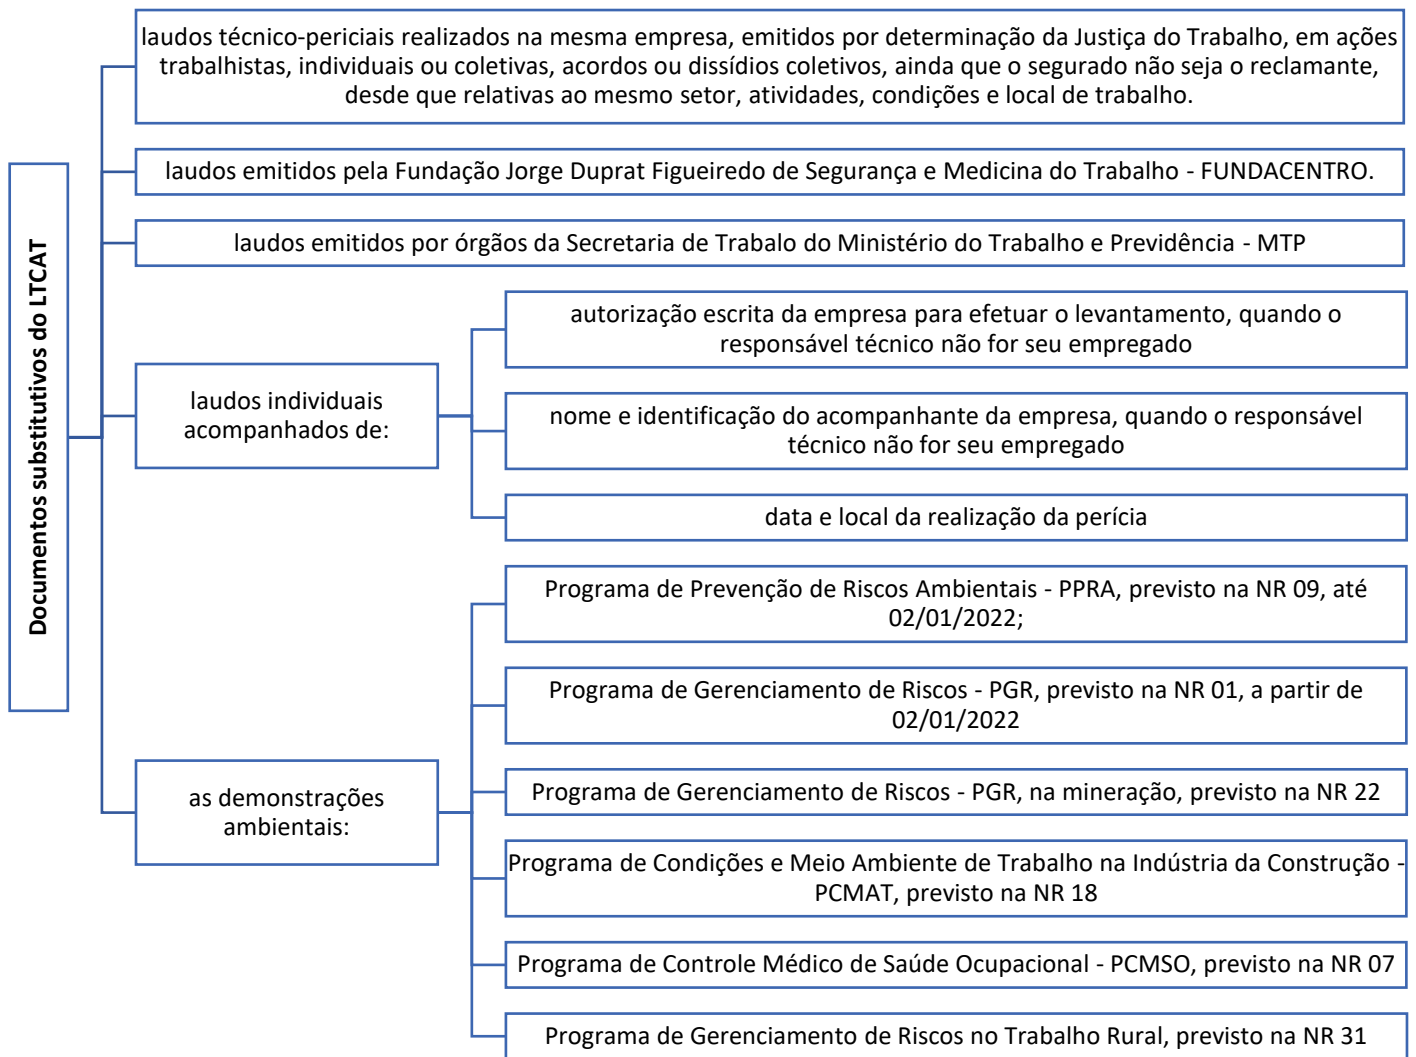 laudos técnico-periciais realizados na mesma empresa, emitidos por determinação da Justiça do Trabalho, em ações
trabalhistas, individuais ou coletivas, acordos ou dissídios coletivos, ainda que o segurado não seja o reclamante,
desde que relativas ao mesmo setor, atividades, condições e local de trabalho.
laudos emitidos pela Fundação Jorge Duprat Figueiredo de Segurança e Medicina do Trabalho - FUNDACENTRO.
Documentos substitutivos do LTCAT
laudos emitidos por órgãos da Secretaria de Trabalo do Ministério do Trabalho e Previdência - MTP
laudos individuais
acompanhados de:
autorização escrita da empresa para efetuar o levantamento, quando o
responsável técnico não for seu empregado
nome e identificação do acompanhante da empresa, quando o responsável
técnico não for seu empregado
data e local da realização da perícia
as demonstrações
ambientais:
Programa de Prevenção de Riscos Ambientais - PPRA, previsto na NR 09, até
02/01/2022;
Programa de Gerenciamento de Riscos - PGR, previsto na NR 01, a partir de
02/01/2022
Programa de Gerenciamento de Riscos - PGR, na mineração, previsto na NR 22
Programa de Condições e Meio Ambiente de Trabalho na Indústria da Construção -
PCMAT, previsto na NR 18
Programa de Controle Médico de Saúde Ocupacional - PCMSO, previsto na NR 07
Programa de Gerenciamento de Riscos no Trabalho Rural, previsto na NR 31